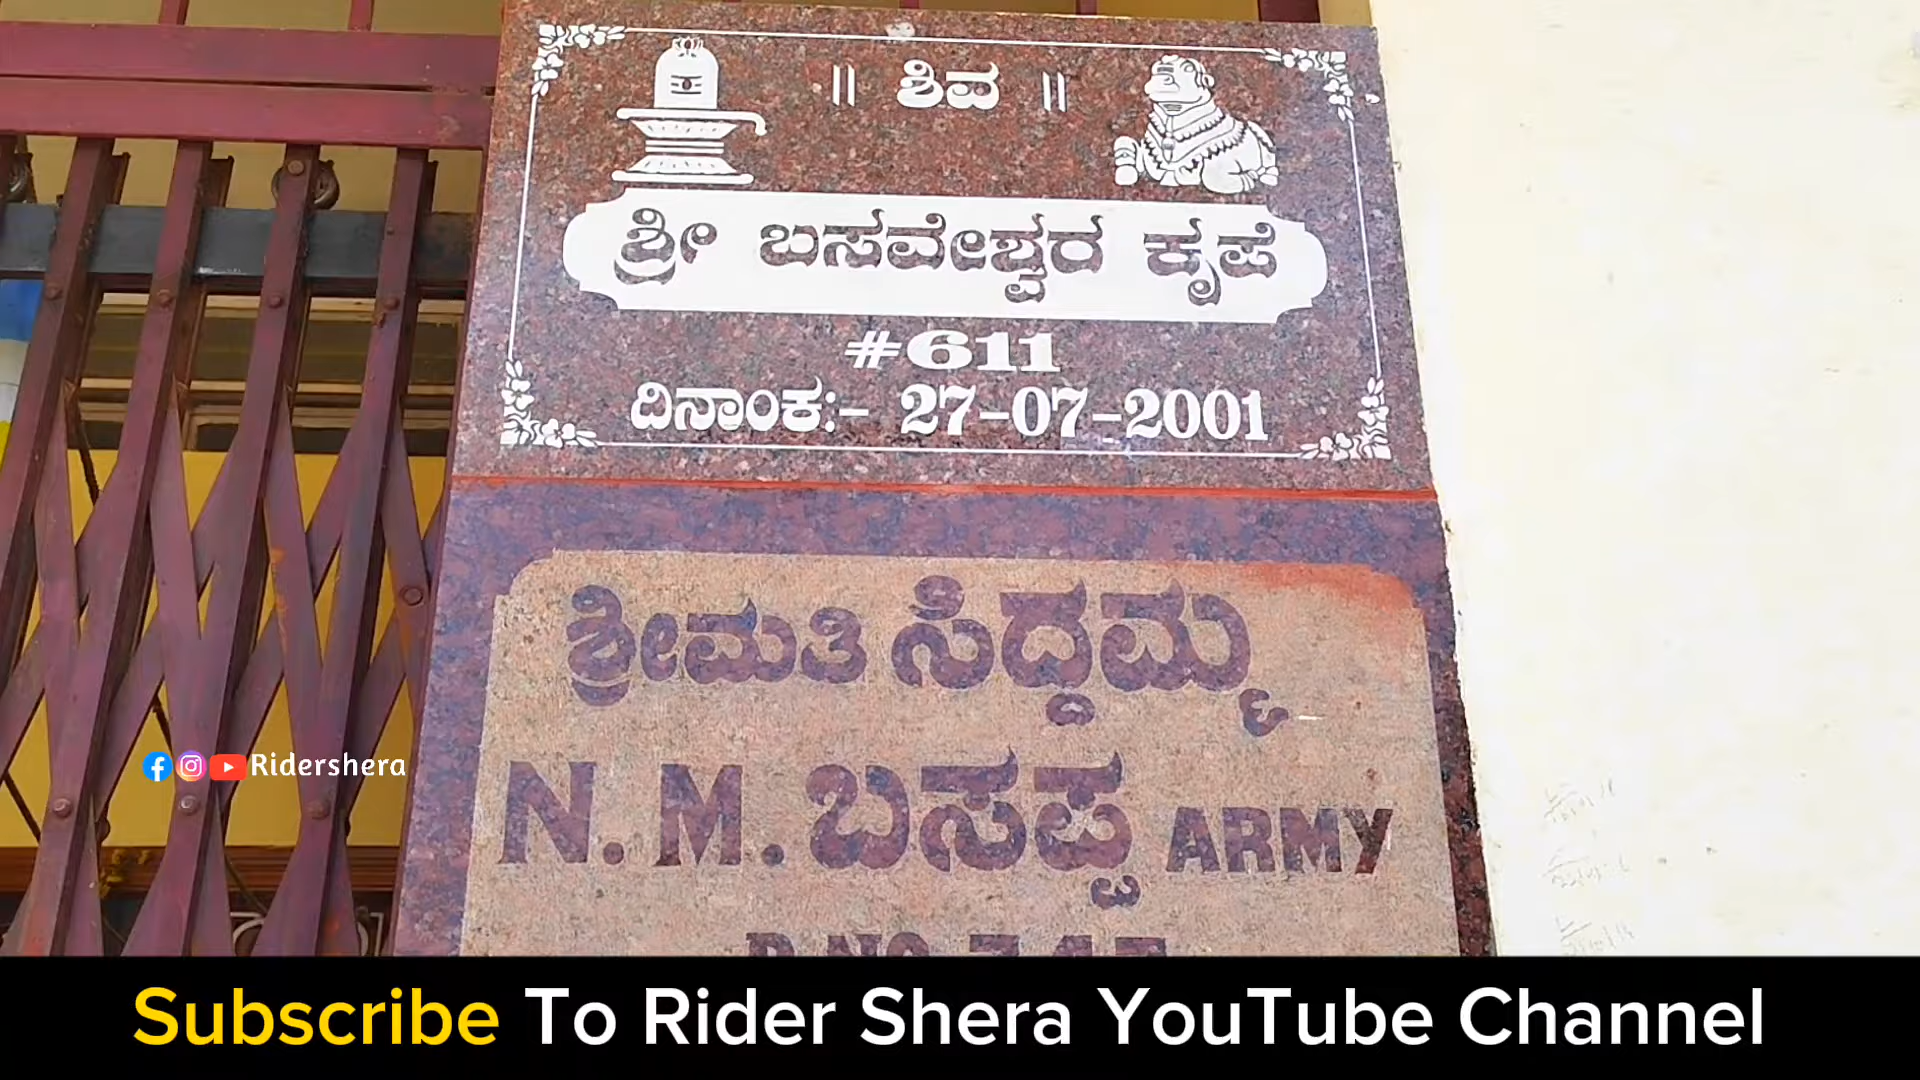 ॥ ಶಿವ ॥
ಶ್ರೀ ಬಸವೇಶ್ವರ ಕೃಪೆ
#611
ದಿನಾಂಕ:- 27-07-2001
ಶ್ರೀಮತಿ ಸಿದ್ದಮ್ಮ
N. M. ಬಸಪ್ಪ ARMY
Ridershera
Subscribe To Rider Shera YouTube Channel